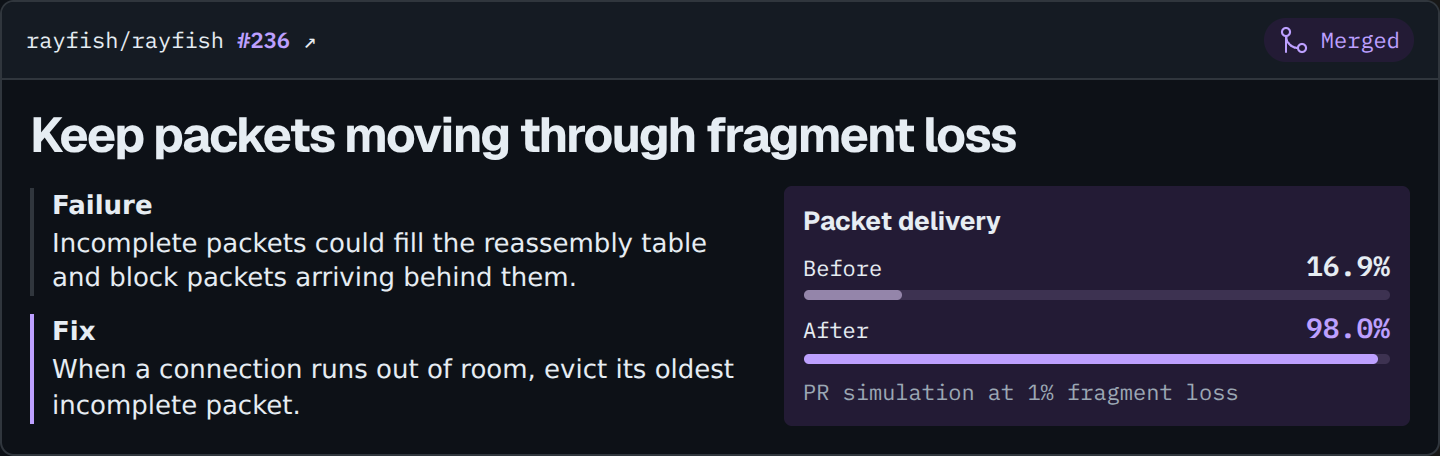 rayfish/rayfish #236 ↗
Merged
Keep packets moving through fragment loss
Failure
Incomplete packets could fill the reassembly table
and block packets arriving behind them.
Fix
When a connection runs out of room, evict its oldest
incomplete packet.
Packet delivery
Before 16.9%
After 98.0%
PR simulation at 1% fragment loss